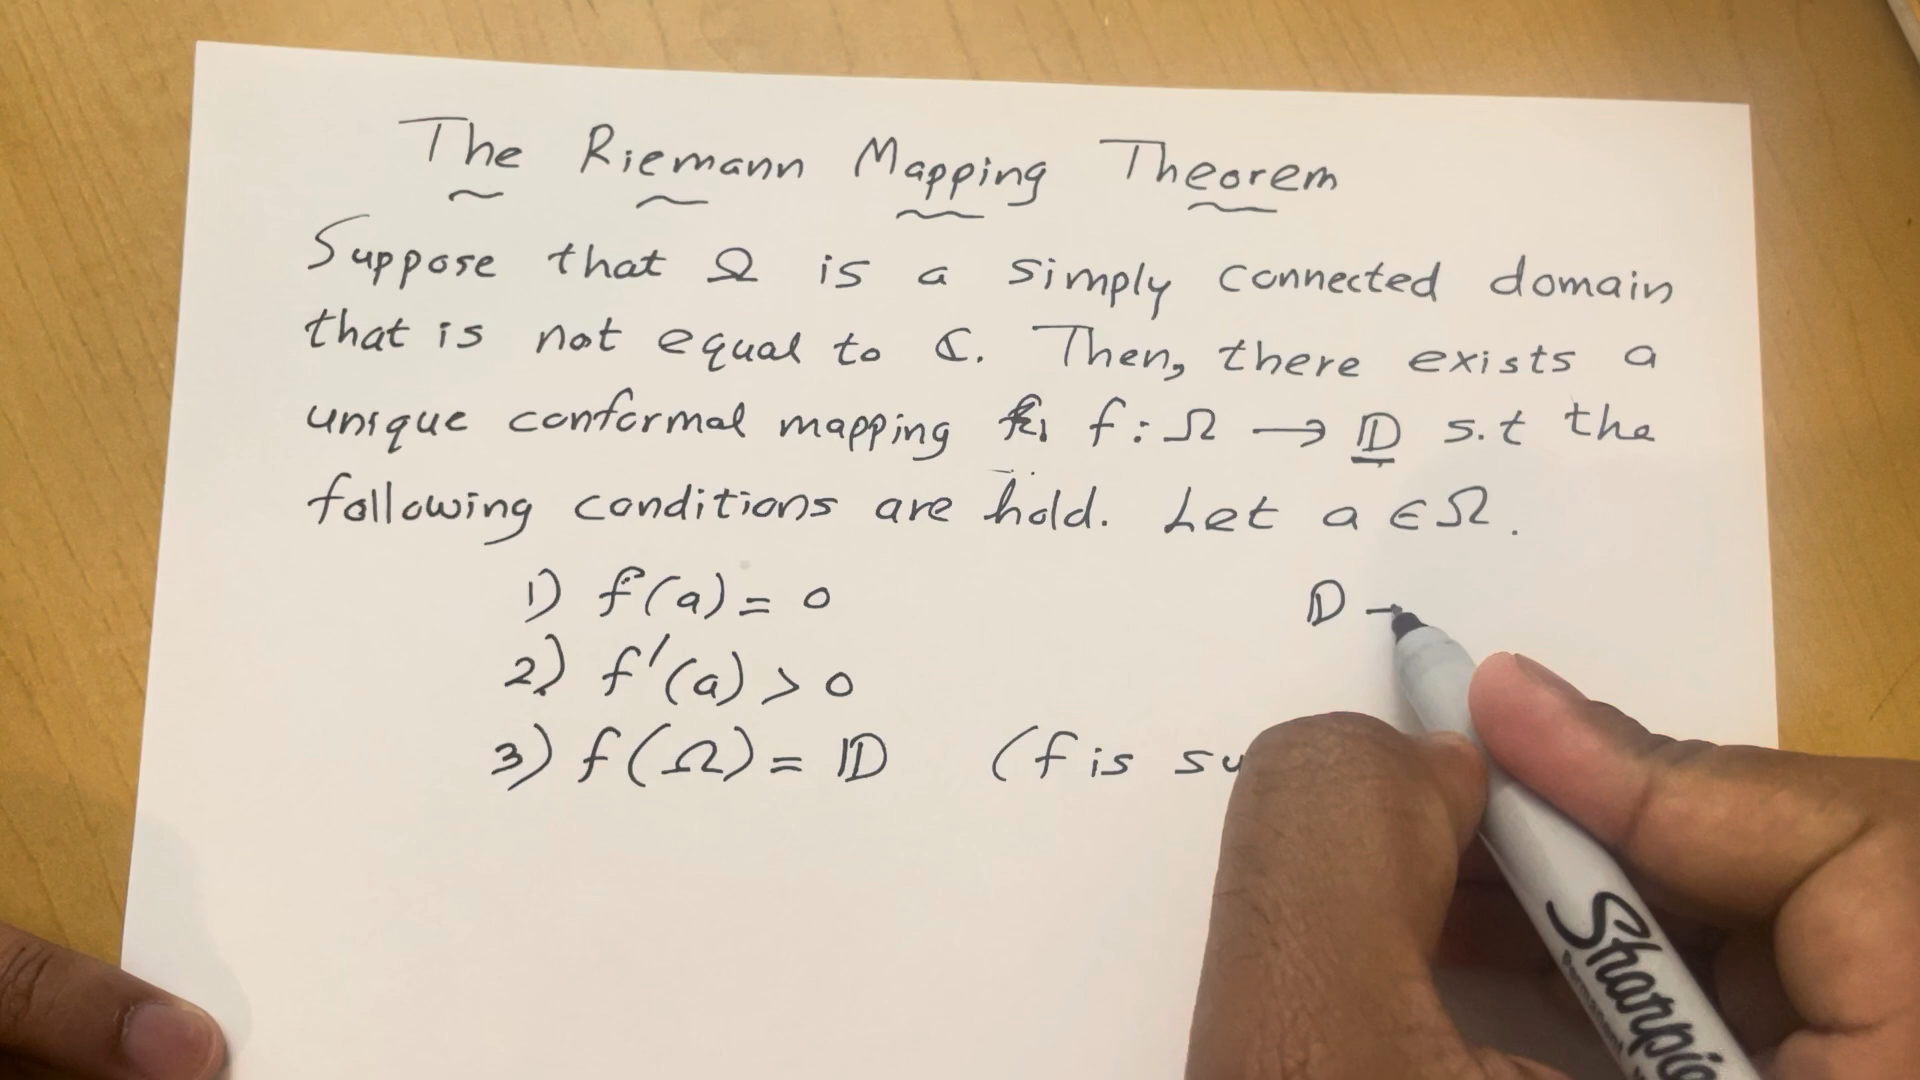 The Riemann Mapping Theorem
Suppose that Ω is a simply connected domain
that is not equal to ℂ. Then, there exists a
unique conformal mapping f: Ω → 𝔻 s.t the
following conditions are hold. Let a ∈ Ω.
1) f(a) = 0
𝔻 -
2) f'(a) > 0
3) f(Ω) = 𝔻 (f is su
Sharpie